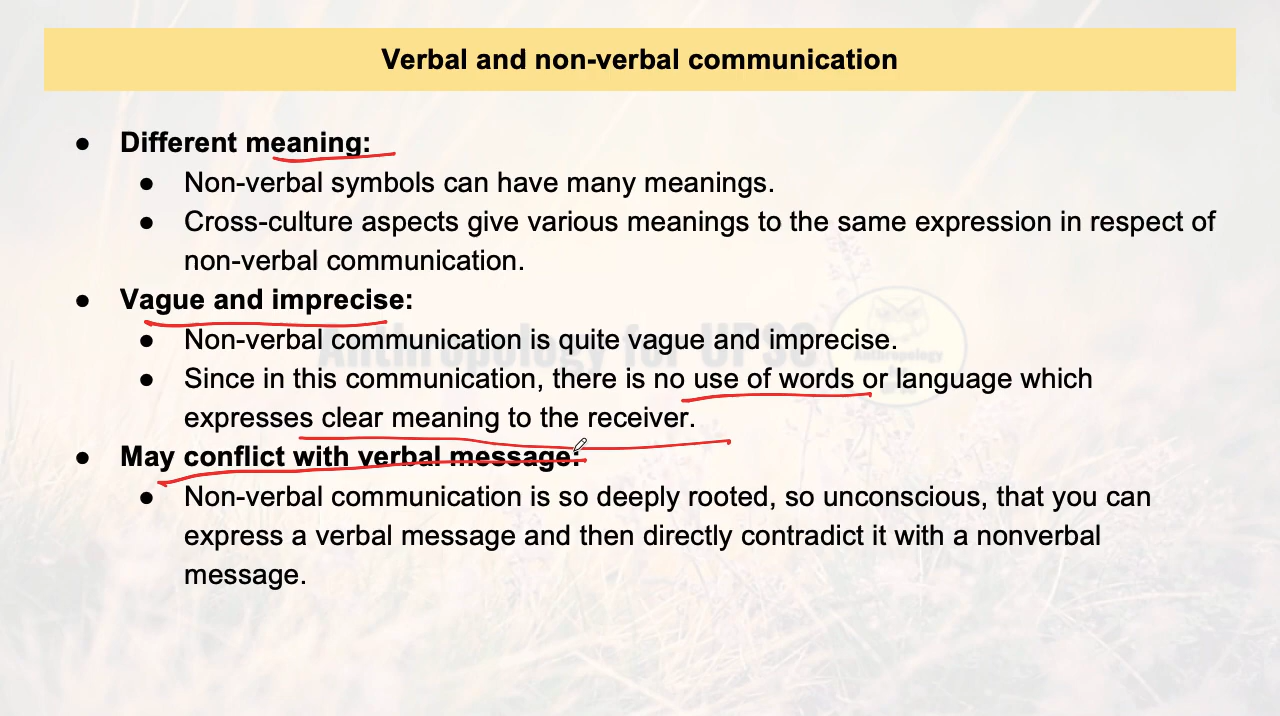 Verbal and non-verbal communication
● Different meaning:
● Non-verbal symbols can have many meanings.
● Cross-culture aspects give various meanings to the same expression in respect of
non-verbal communication.
● Vague and imprecise:
Anthropology for UPSC
Anthropology
● Non-verbal communication is quite vague and imprecise.
● Since in this communication, there is no use of words or language which
expresses clear meaning to the receiver.
● May conflict with verbal message:
● Non-verbal communication is so deeply rooted, so unconscious, that you can
express a verbal message and then directly contradict it with a nonverbal
message.